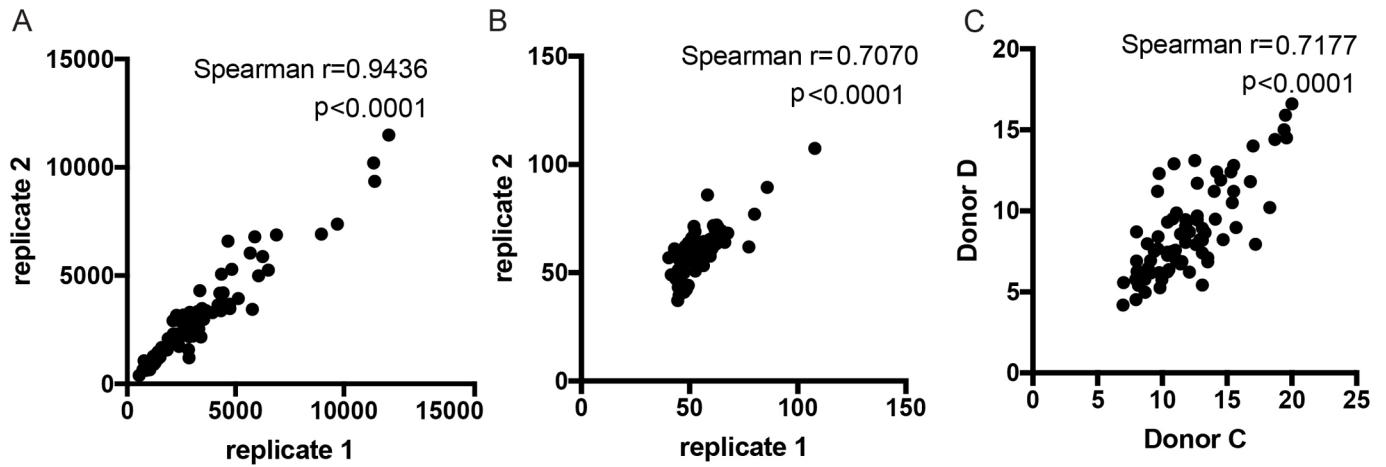 A
Spearman r=0.9436
p<0.0001
15000
10000
5000
0
replicate 2
0 5000 10000 15000
replicate 1
B
Spearman r=0.7070
p<0.0001
150
100
50
0
replicate 2
0 50 100 150
replicate 1
C
Spearman r=0.7177
p<0.0001
20
15
10
5
0
Donor D
0 5 10 15 20 25
Donor C